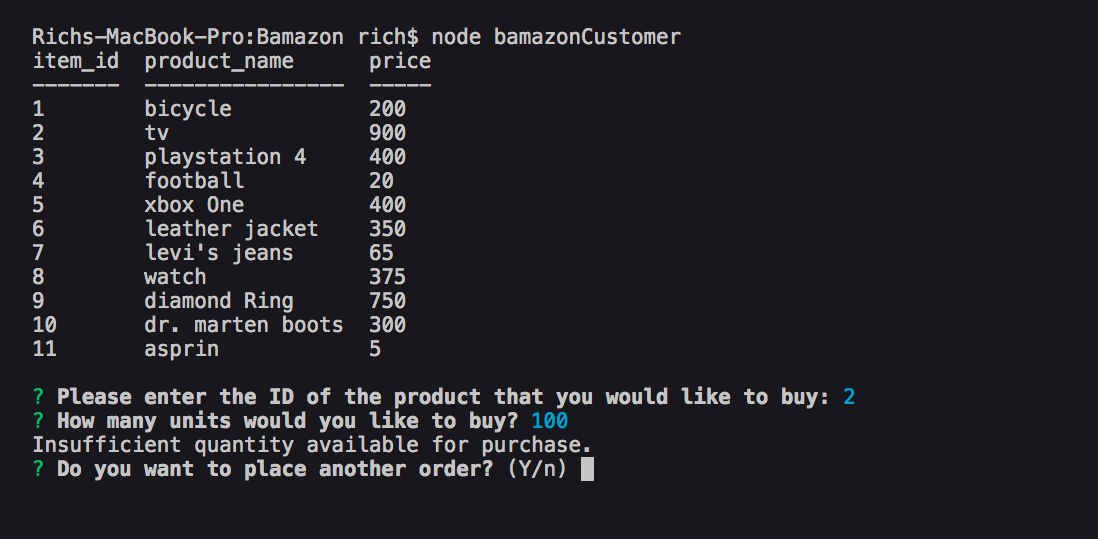 Richs-MacBook-Pro:Bamazon rich$ node bamazonCustomer
item_id  product_name      price
-------  ----------------  -----
1        bicycle           200
2        tv                900
3        playstation 4     400
4        football          20
5        xbox One          400
6        leather jacket    350
7        levi's jeans      65
8        watch             375
9        diamond Ring      750
10       dr. marten boots  300
11       asprin            5
? Please enter the ID of the product that you would like to buy: 2
? How many units would you like to buy? 100
Insufficient quantity available for purchase.
? Do you want to place another order? (Y/n)